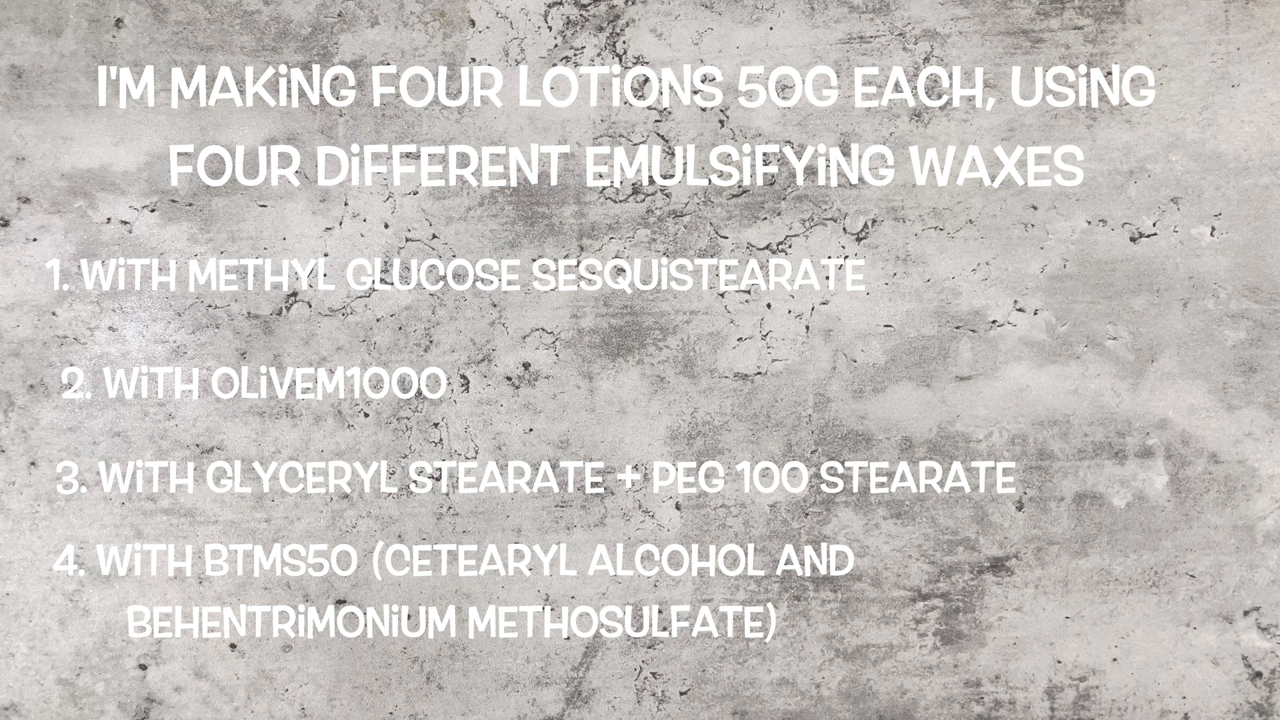 I'M MAKiNG FOUR LOTiONS 50G EACH, USiNG
FOUR DiFFERENT EMULSiFYiNG WAXES
1. WiTH METHYL GLUCOSE SESQUiSTEARATE
2. WiTH OLiVEM1000
3. WiTH GLYCERYL STEARATE + PEG 100 STEARATE
4. WiTH BTMS50 (CETEARYL ALCOHOL AND
BEHENTRiMONiUM METHOSULFATE)